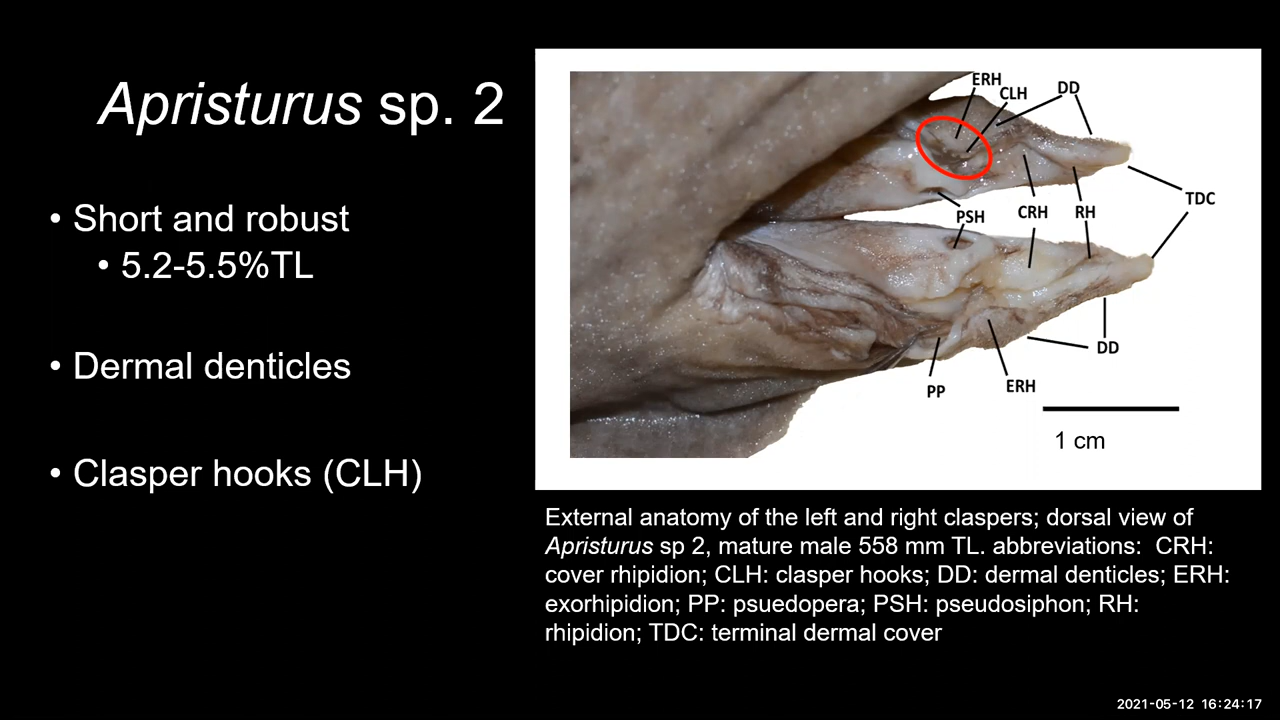 Apristurus sp. 2
• Short and robust
• 5.2-5.5%TL
• Dermal denticles
• Clasper hooks (CLH)
ERH
CLH
DD
TDC
PSH
CRH
RH
DD
PP
ERH
1 cm
External anatomy of the left and right claspers; dorsal view of
Apristurus sp 2, mature male 558 mm TL. abbreviations: CRH:
cover rhipidion; CLH: clasper hooks; DD: dermal denticles; ERH:
exorhipidion; PP: psuedopera; PSH: pseudosiphon; RH:
rhipidion; TDC: terminal dermal cover
2021-05-12 16:24:17